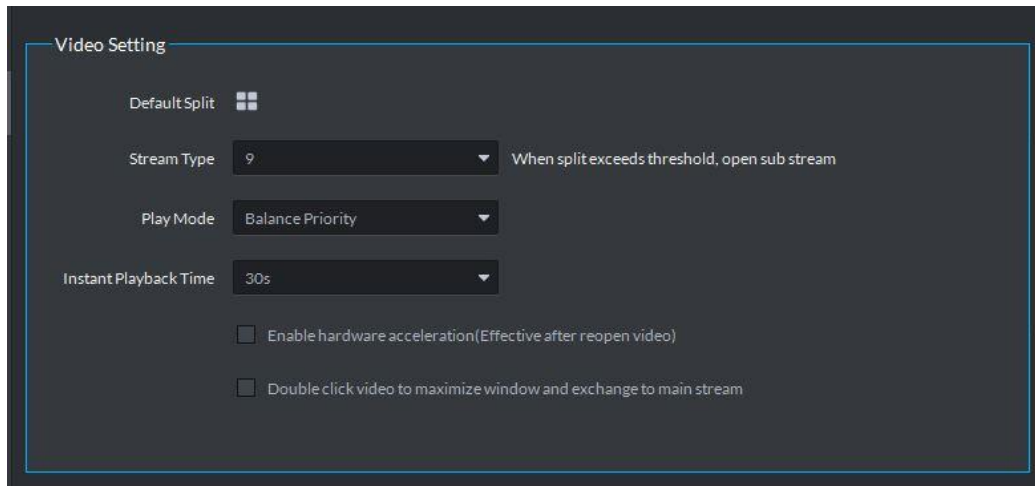 Video Setting
Default Split
Stream Type 9 When split exceeds threshold, open sub stream
Play Mode Balance Priority
Instant Playback Time 30s
Enable hardware acceleration(Effective after reopen video)
Double click video to maximize window and exchange to main stream